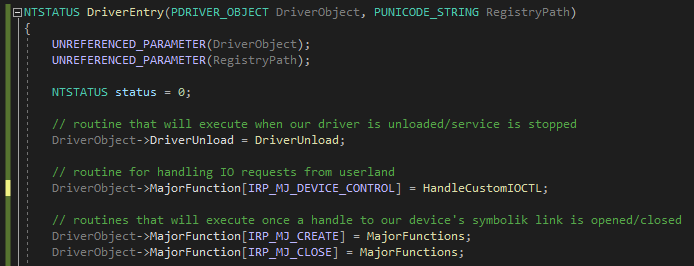 NTSTATUS DriverEntry(PDRIVER_OBJECT DriverObject, PUNICODE_STRING RegistryPath)
{
UNREFERENCED_PARAMETER(DriverObject);
UNREFERENCED_PARAMETER(RegistryPath);
NTSTATUS status = 0;
// routine that will execute when our driver is unloaded/service is stopped
DriverObject->DriverUnload = DriverUnload;
// routine for handling IO requests from userland
DriverObject->MajorFunction[IRP_MJ_DEVICE_CONTROL] = HandleCustomIOCTL;
// routines that will execute once a handle to our device's symbolik link is opened/closed
DriverObject->MajorFunction[IRP_MJ_CREATE] = MajorFunctions;
DriverObject->MajorFunction[IRP_MJ_CLOSE] = MajorFunctions;